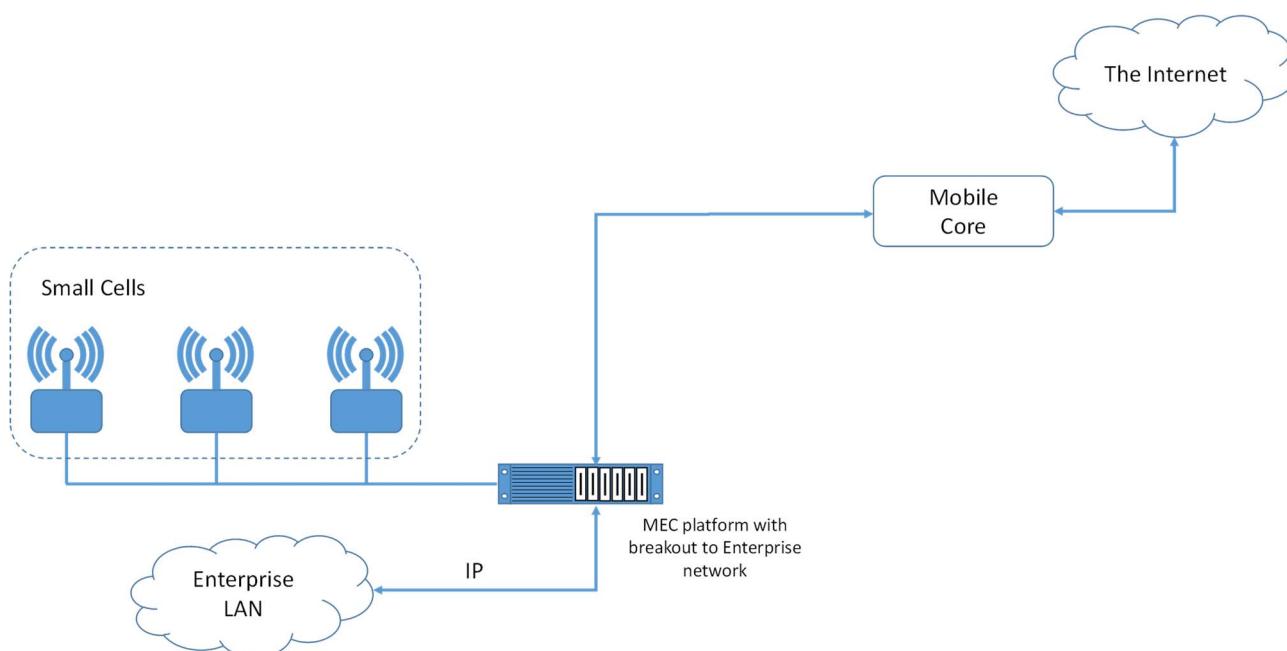 The Internet
Mobile
Core
Small Cells
MEC platform with
breakout to Enterprise
network
IP
Enterprise
LAN